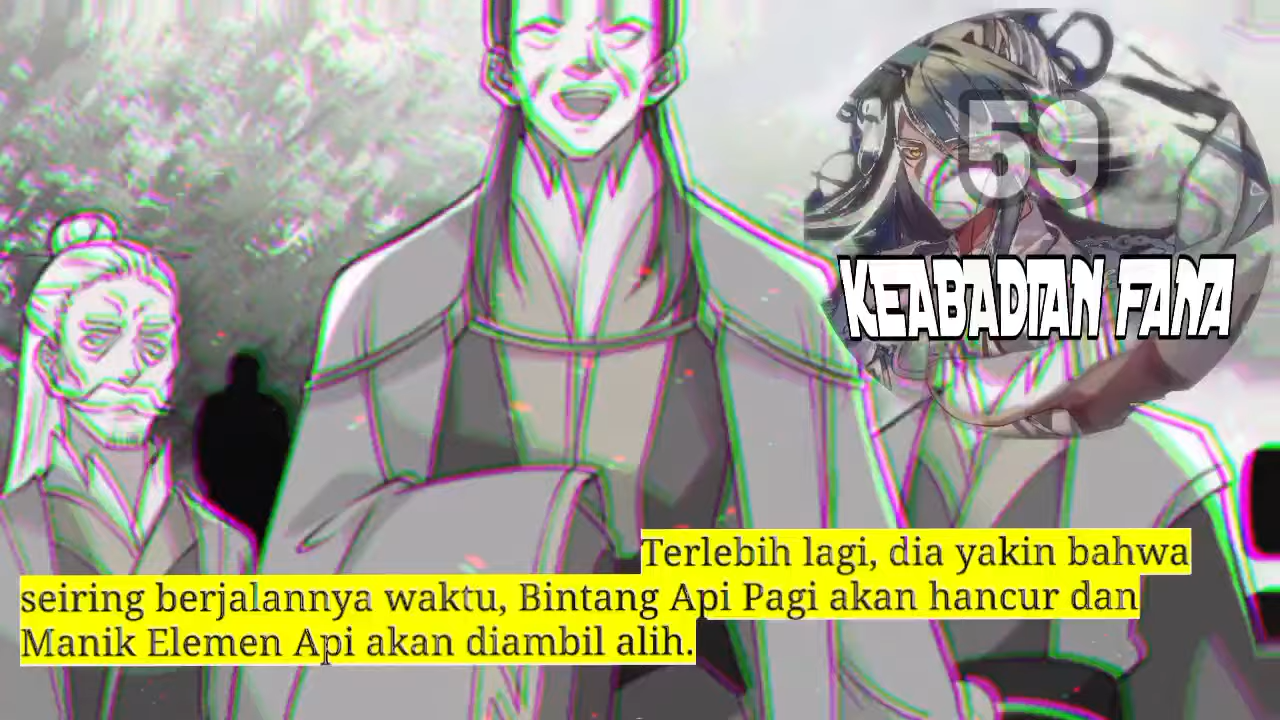 59
KEABADIAN FANA
Terlebih lagi, dia yakin bahwa
seiring berjalannya waktu, Bintang Api Pagi akan hancur dan
Manik Elemen Api akan diambil alih.